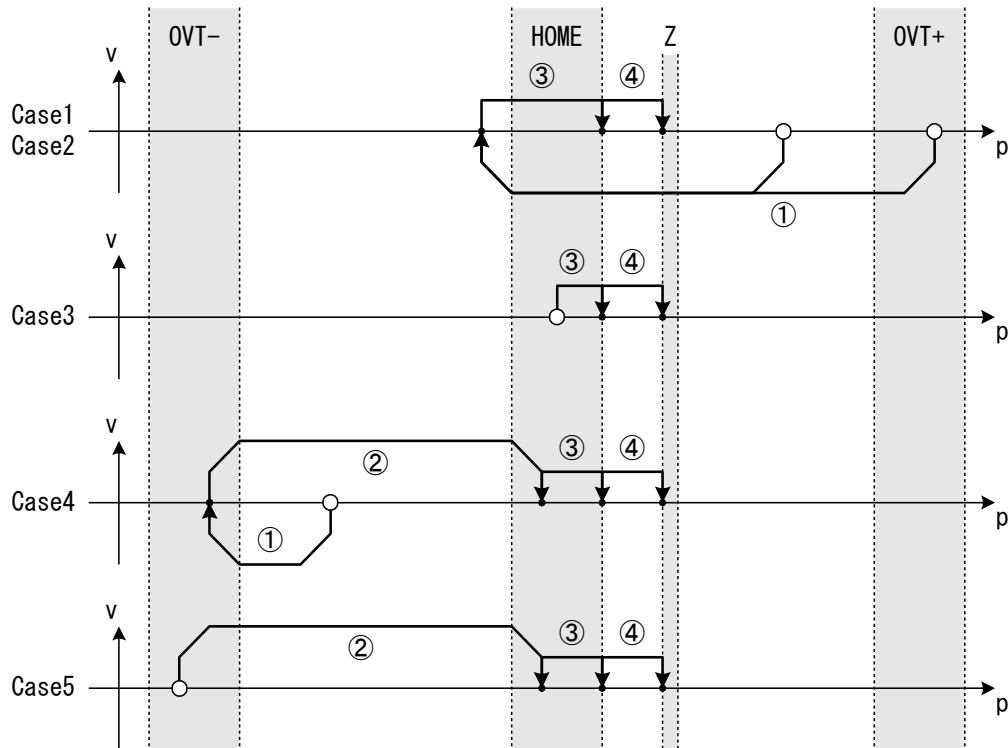 OVT− HOME Z OVT+
v
③ ④
Case1
Case2
p
①
v
③ ④
Case3
p
v
② ③ ④
Case4
p
①
v
② ③ ④
Case5
p